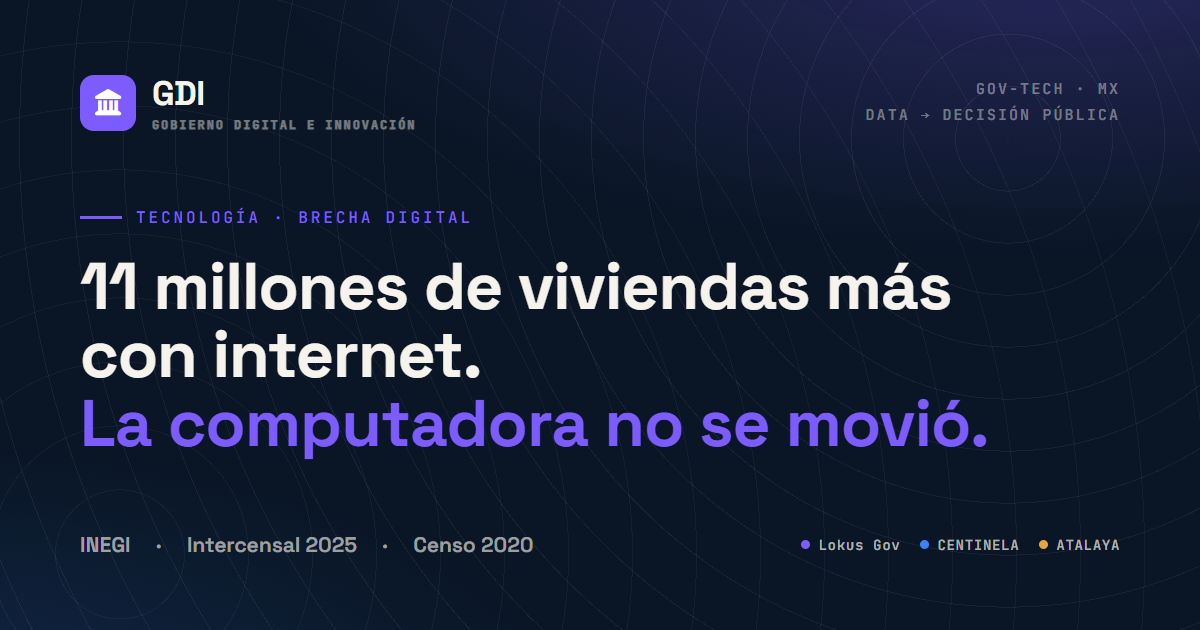 GDI
GOBIERNO DIGITAL E INNOVACIÓN
GOV-TECH · MX
DATA → DECISIÓN PÚBLICA
TECNOLOGÍA · BRECHA DIGITAL
11 millones de viviendas más
con internet.
La computadora no se movió.
INEGI · Intercensal 2025 · Censo 2020
Lokus Gov CENTINELA ATALAYA